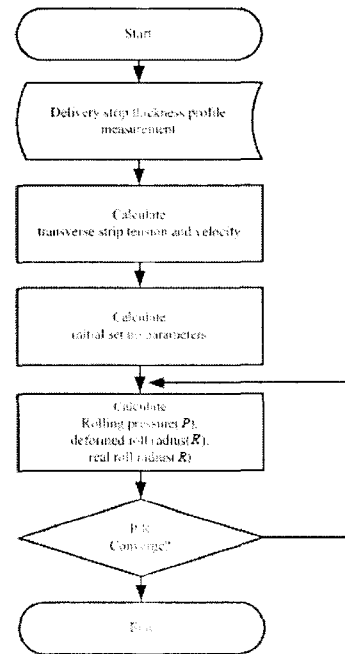 Start
Delivery strip thickness profile
measurement
Calculate
transverse strip tension and velocity
Calculate
initial set up parameters
Calculate
Rolling pressure(P),
deformed roll radius(R),
real roll radius(R)
P, R
Converge?
End